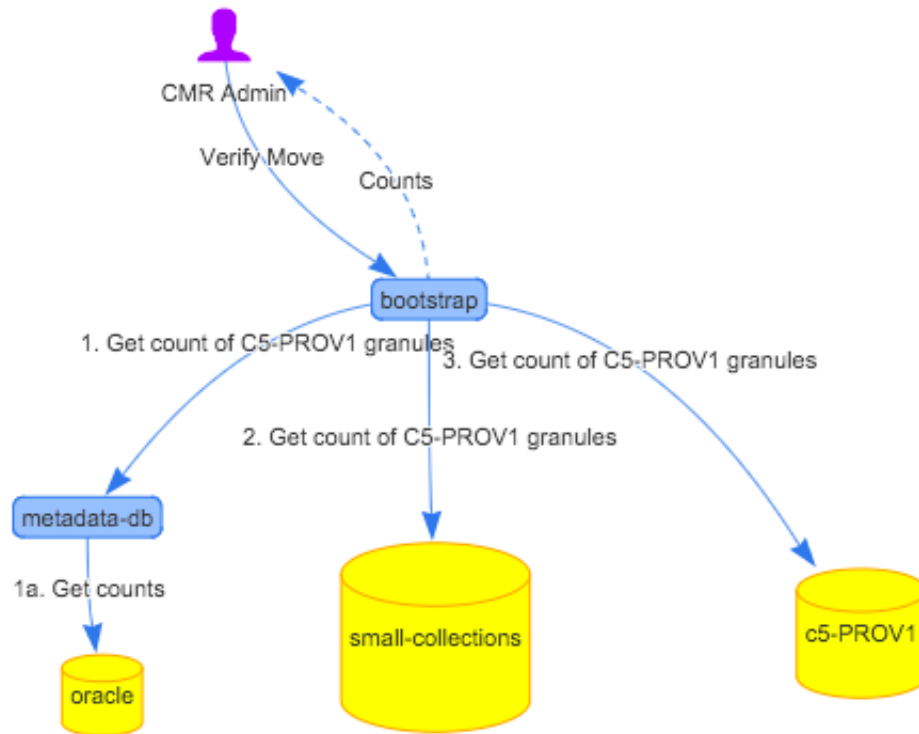 CMR Admin
Verify Move
Counts
bootstrap
1. Get count of C5-PROV1 granules
3. Get count of C5-PROV1 granules
2. Get count of C5-PROV1 granules
metadata-db
1a. Get counts
small-collections
c5-PROV1
oracle